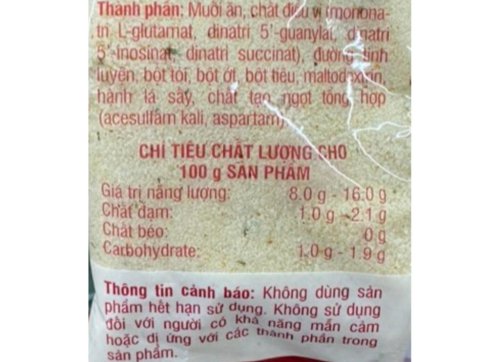 Thành phần: Muối ăn, chất điều vị (monona-
tri L-glutamat, dinatri 5'-guanylat, dinatri
5'-inosinat, dinatri succinat), đường tinh
luyện, bột tỏi, bột ớt, bột tiêu, maltodextrin,
hành lá sấy, chất tạo ngọt tổng hợp
(acesulfam kali, aspartam)
CHỈ TIÊU CHẤT LƯỢNG CHO
100 g SẢN PHẨM
Giá trị năng lượng: 8.0 g - 16.0 g
Chất đạm: 1.0 g - 2.1 g
Chất béo: 0 g
Carbohydrate: 1.0 g - 1.9 g
Thông tin cảnh báo: Không dùng sản
phẩm hết hạn sử dụng. Không sử dụng
đối với người có khả năng mẫn cảm
hoặc dị ứng với các thành phần trong
sản phẩm.